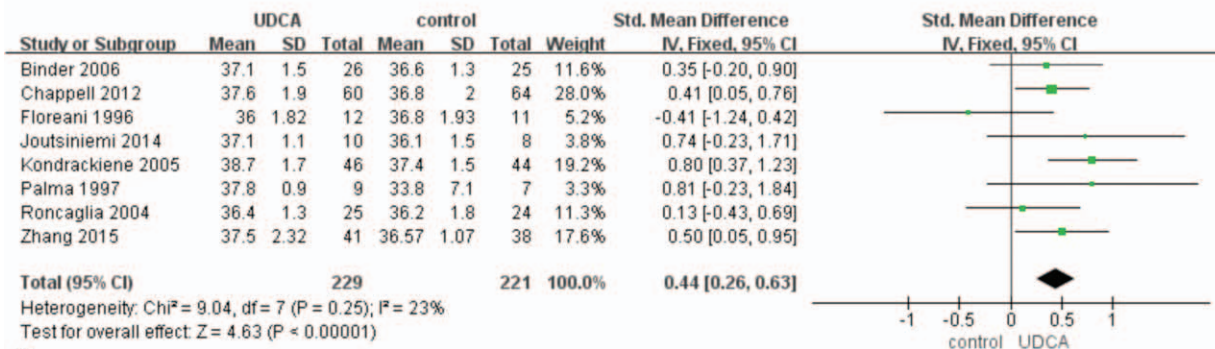 UDCA control Std. Mean Difference Std. Mean Difference
Study or Subgroup Mean SD Total Mean SD Total Weight IV, Fixed, 95% CI IV, Fixed, 95% CI
Binder 2006 37.1 1.5 26 36.6 1.3 25 11.6% 0.35 [-0.20, 0.90]
Chappell 2012 37.6 1.9 60 36.8 2 64 28.0% 0.41 [0.05, 0.76]
Floreani 1996 36 1.82 12 36.8 1.93 11 5.2% -0.41 [-1.24, 0.42]
Joutsiniemi 2014 37.1 1.1 10 36.1 1.5 8 3.8% 0.74 [-0.23, 1.71]
Kondrackiene 2005 38.7 1.7 46 37.4 1.5 44 19.2% 0.80 [0.37, 1.23]
Palma 1997 37.8 0.9 9 33.8 7.1 7 3.3% 0.81 [-0.23, 1.84]
Roncaglia 2004 36.4 1.3 25 36.2 1.8 24 11.3% 0.13 [-0.43, 0.69]
Zhang 2015 37.5 2.32 41 36.57 1.07 38 17.6% 0.50 [0.05, 0.95]
Total (95% CI) 229 221 100.0% 0.44 [0.26, 0.63]
Heterogeneity: Chi² = 9.04, df = 7 (P = 0.25); I² = 23%
Test for overall effect: Z = 4.63 (P < 0.00001)
-1 -0.5 0 0.5 1
control UDCA